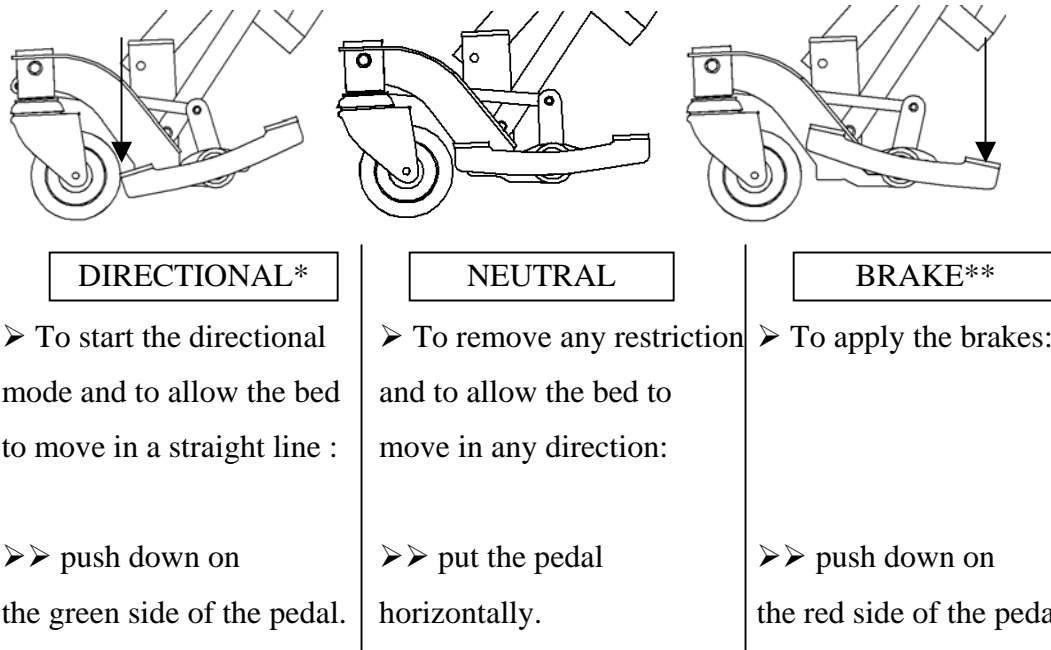 DIRECTIONAL*
➢ To start the directional
mode and to allow the bed
to move in a straight line :
➢➢ push down on
the green side of the pedal.
NEUTRAL
➢ To remove any restriction
and to allow the bed to
move in any direction:
➢➢ put the pedal
horizontally.
BRAKE**
➢ To apply the brakes:
➢➢ push down on
the red side of the peda